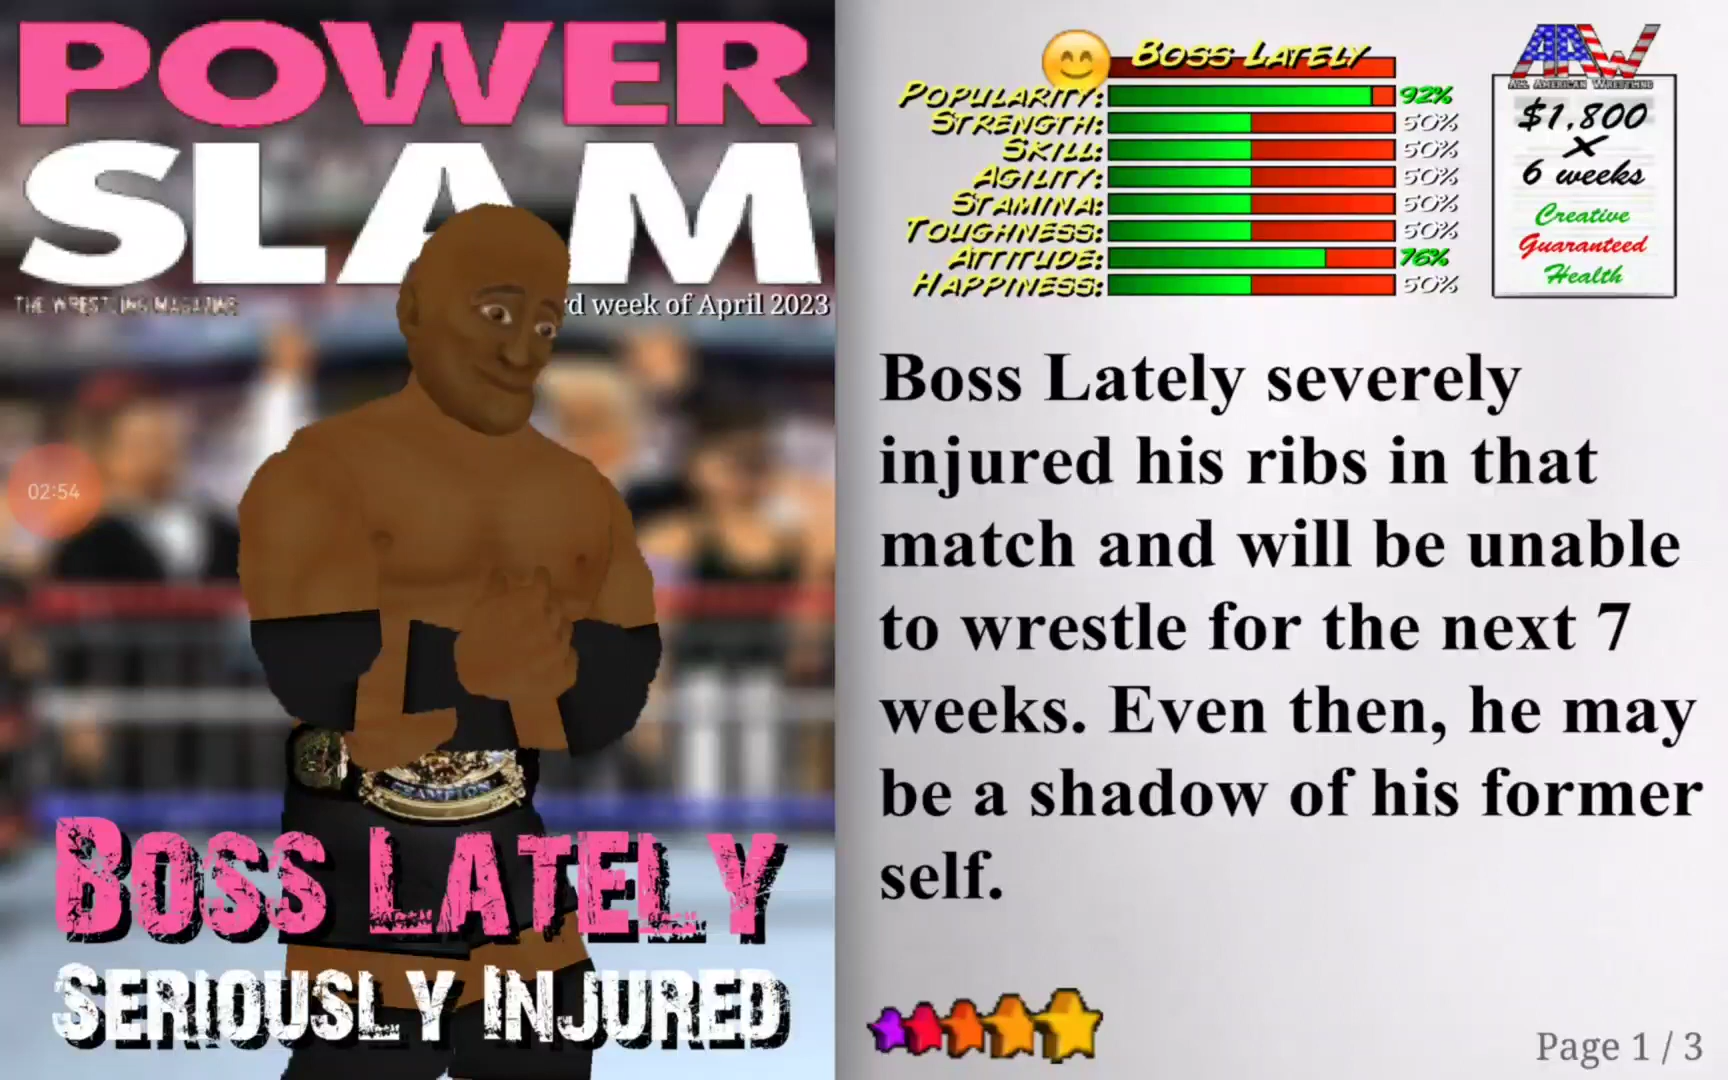 POWER
SLAM
THE WRESTLING MAGAZINE
rd week of April 2023
02:54
CHAMPION
BOSS LATELY
SERIOUSLY INJURED
BOSS LATELY
POPULARITY: 92%
STRENGTH: 50%
SKILL: 50%
AGILITY: 50%
STAMINA: 50%
TOUGHNESS: 50%
ATTITUDE: 76%
HAPPINESS: 50%
AAW
ALL AMERICAN WRESTLING
$1,800
X
6 weeks
Creative
Guaranteed
Health
Boss Lately severely
injured his ribs in that
match and will be unable
to wrestle for the next 7
weeks. Even then, he may
be a shadow of his former
self.
Page 1 / 3